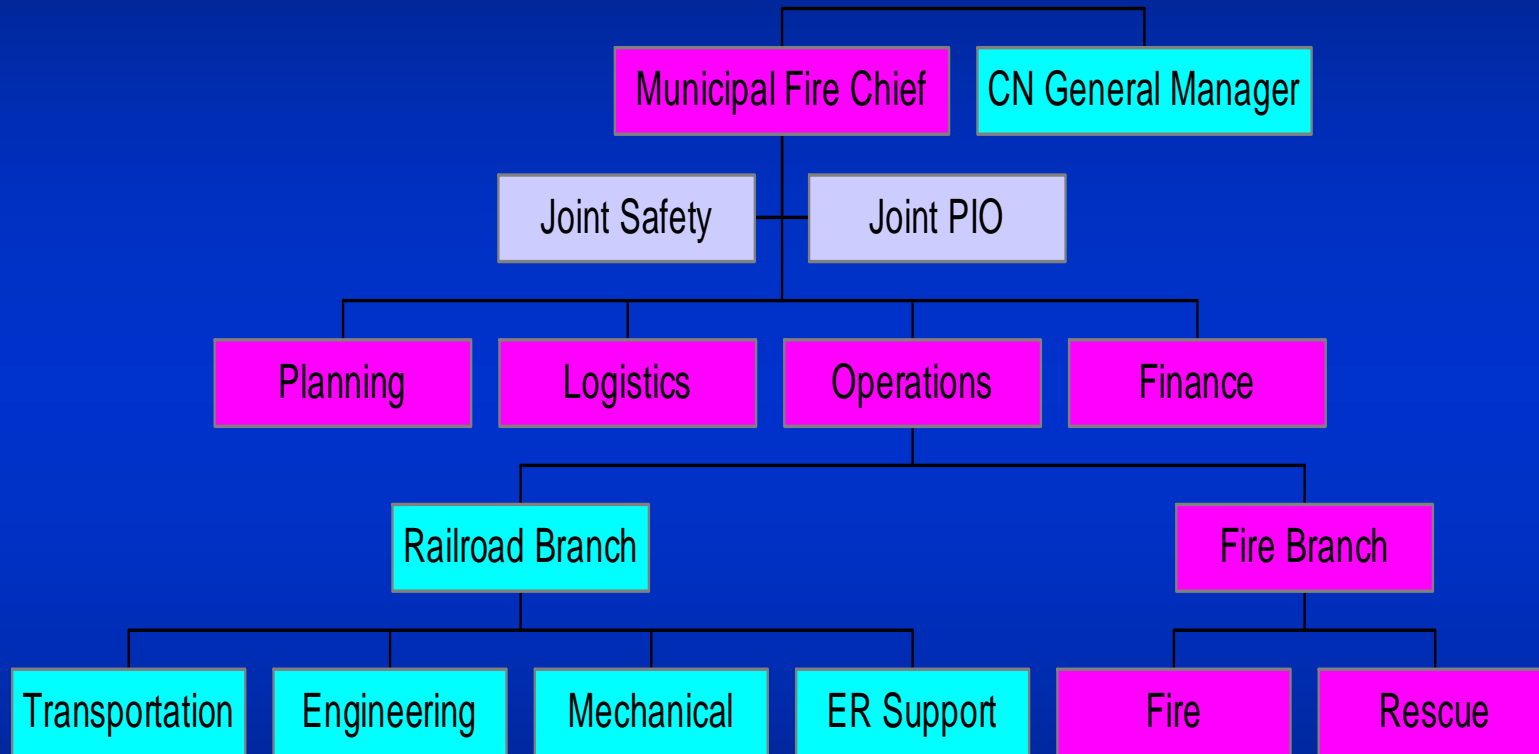 Municipal Fire Chief
CN General Manager
Joint Safety
Joint PIO
Planning
Logistics
Operations
Finance
Railroad Branch
Fire Branch
Transportation
Engineering
Mechanical
ER Support
Fire
Rescue